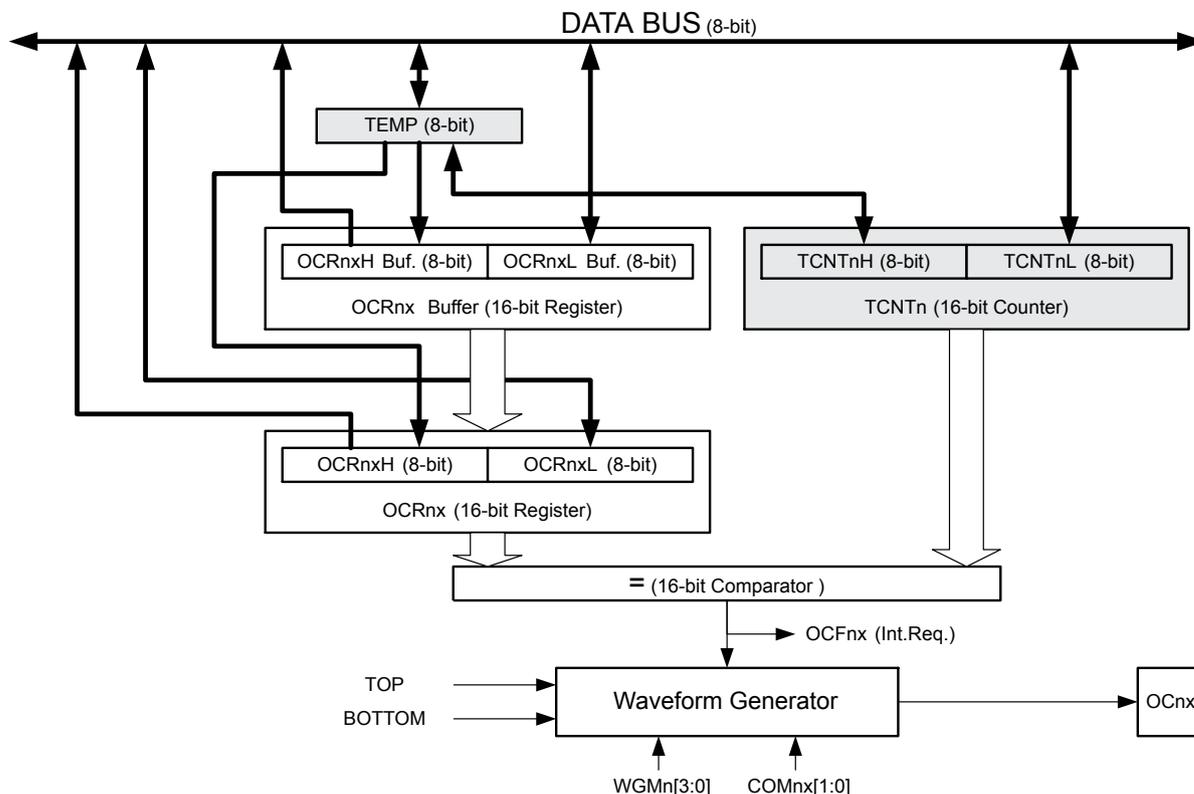 DATA BUS (8-bit)
TEMP (8-bit)
OCRnxH Buf. (8-bit)
OCRnxL Buf. (8-bit)
OCRnx Buffer (16-bit Register)
TCNTnH (8-bit)
TCNTnL (8-bit)
TCNTn (16-bit Counter)
OCRnxH (8-bit)
OCRnxL (8-bit)
OCRnx (16-bit Register)
= (16-bit Comparator )
OCFnx (Int.Req.)
TOP
BOTTOM
Waveform Generator
OCnx
WGMn[3:0]
COMnx[1:0]